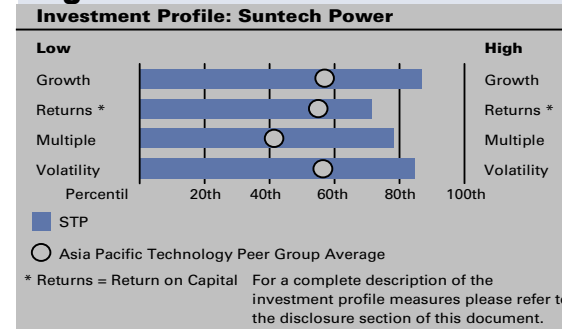 Investment Profile: Suntech Power
Low High
Growth Growth
Returns * Returns *
Multiple Multiple
Volatility Volatility
Percentil 20th 40th 60th 80th 100th
STP
Asia Pacific Technology Peer Group Average
* Returns = Return on Capital For a complete description of the
investment profile measures please refer to
the disclosure section of this document.